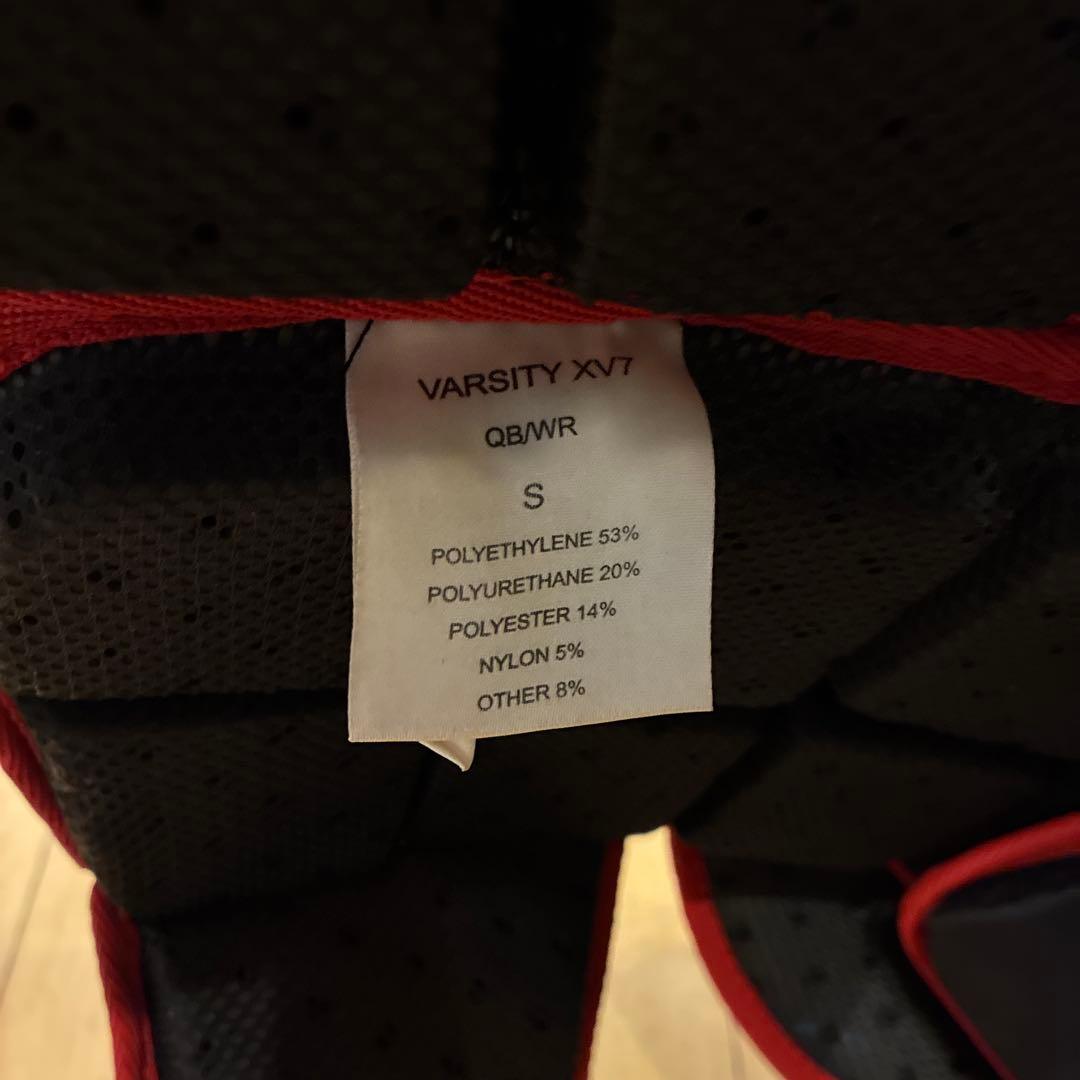 VARSITY XV7
QB/WR
S
POLYETHYLENE 53%
POLYURETHANE 20%
POLYESTER 14%
NYLON 5%
OTHER 8%